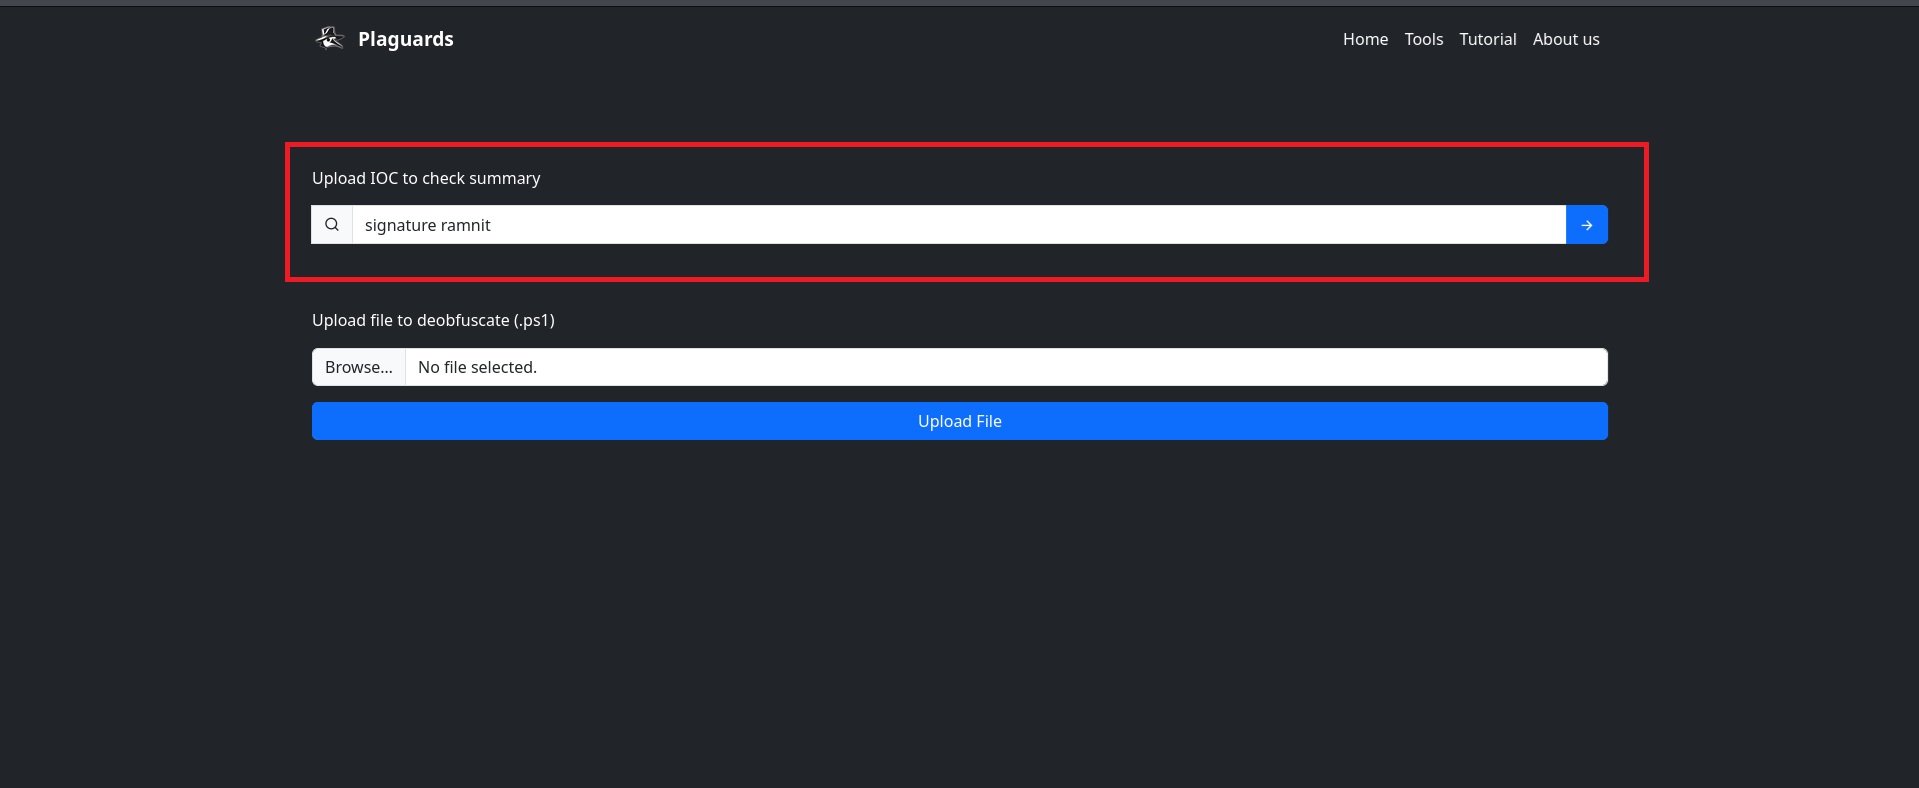 Plaguards
Home Tools Tutorial About us
Upload IOC to check summary
signature ramnit
Upload file to deobfuscate (.ps1)
Browse... No file selected.
Upload File